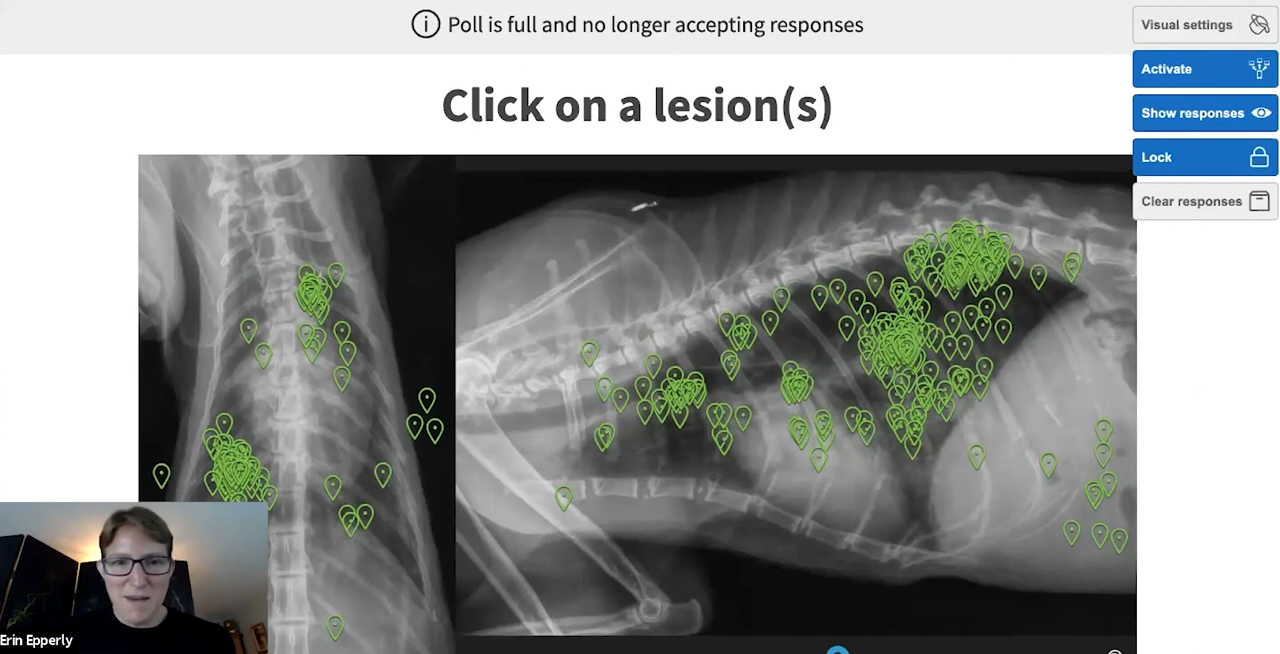 Poll is full and no longer accepting responses
Visual settings
Activate
Click on a lesion(s)
Show responses
Lock
Clear responses
Erin Epperly